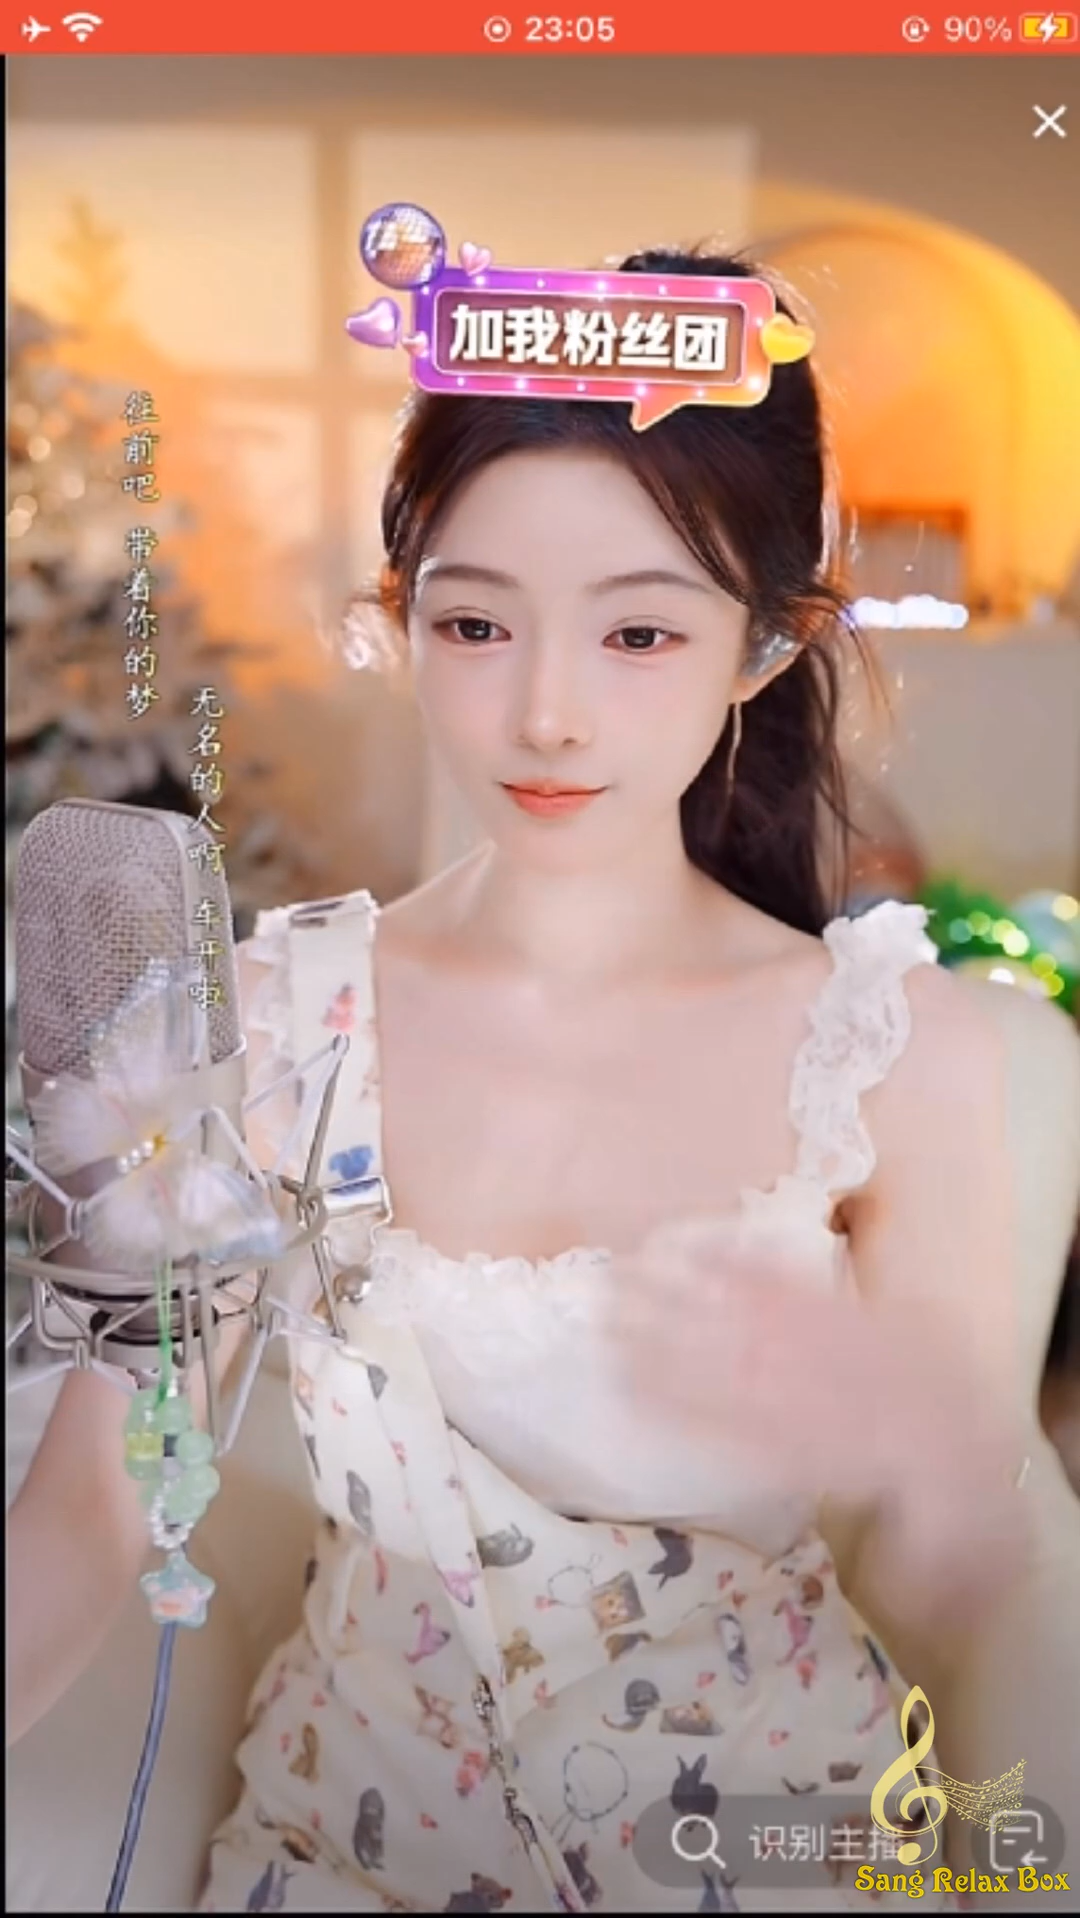 23:05
90%
加我粉丝团
往前吧 带着你的梦
无名的人啊 车开啦
识别主播
Sang Relax Box